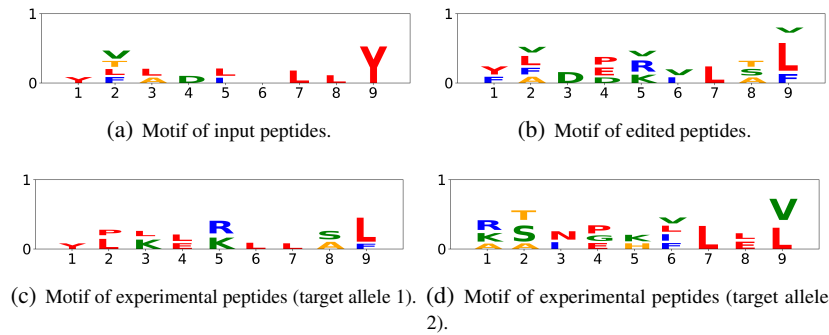 1
V
T
Y L L L Y
F A D I L L
0
1 2 3 4 5 6 7 8 9
(a) Motif of input peptides.
1
V
V P V L
Y L E R V T
F F D D K I L S F
A A
0
1 2 3 4 5 6 7 8 9
(b) Motif of edited peptides.
1
P L L R S L
Y L K E K L L A F
0
1 2 3 4 5 6 7 8 9
(c) Motif of experimental peptides (target allele 1).
1
R T P V V
K S N G K L L L
A A I E H I L E L
F
0
1 2 3 4 5 6 7 8 9
(d) Motif of experimental peptides (target allele
2).